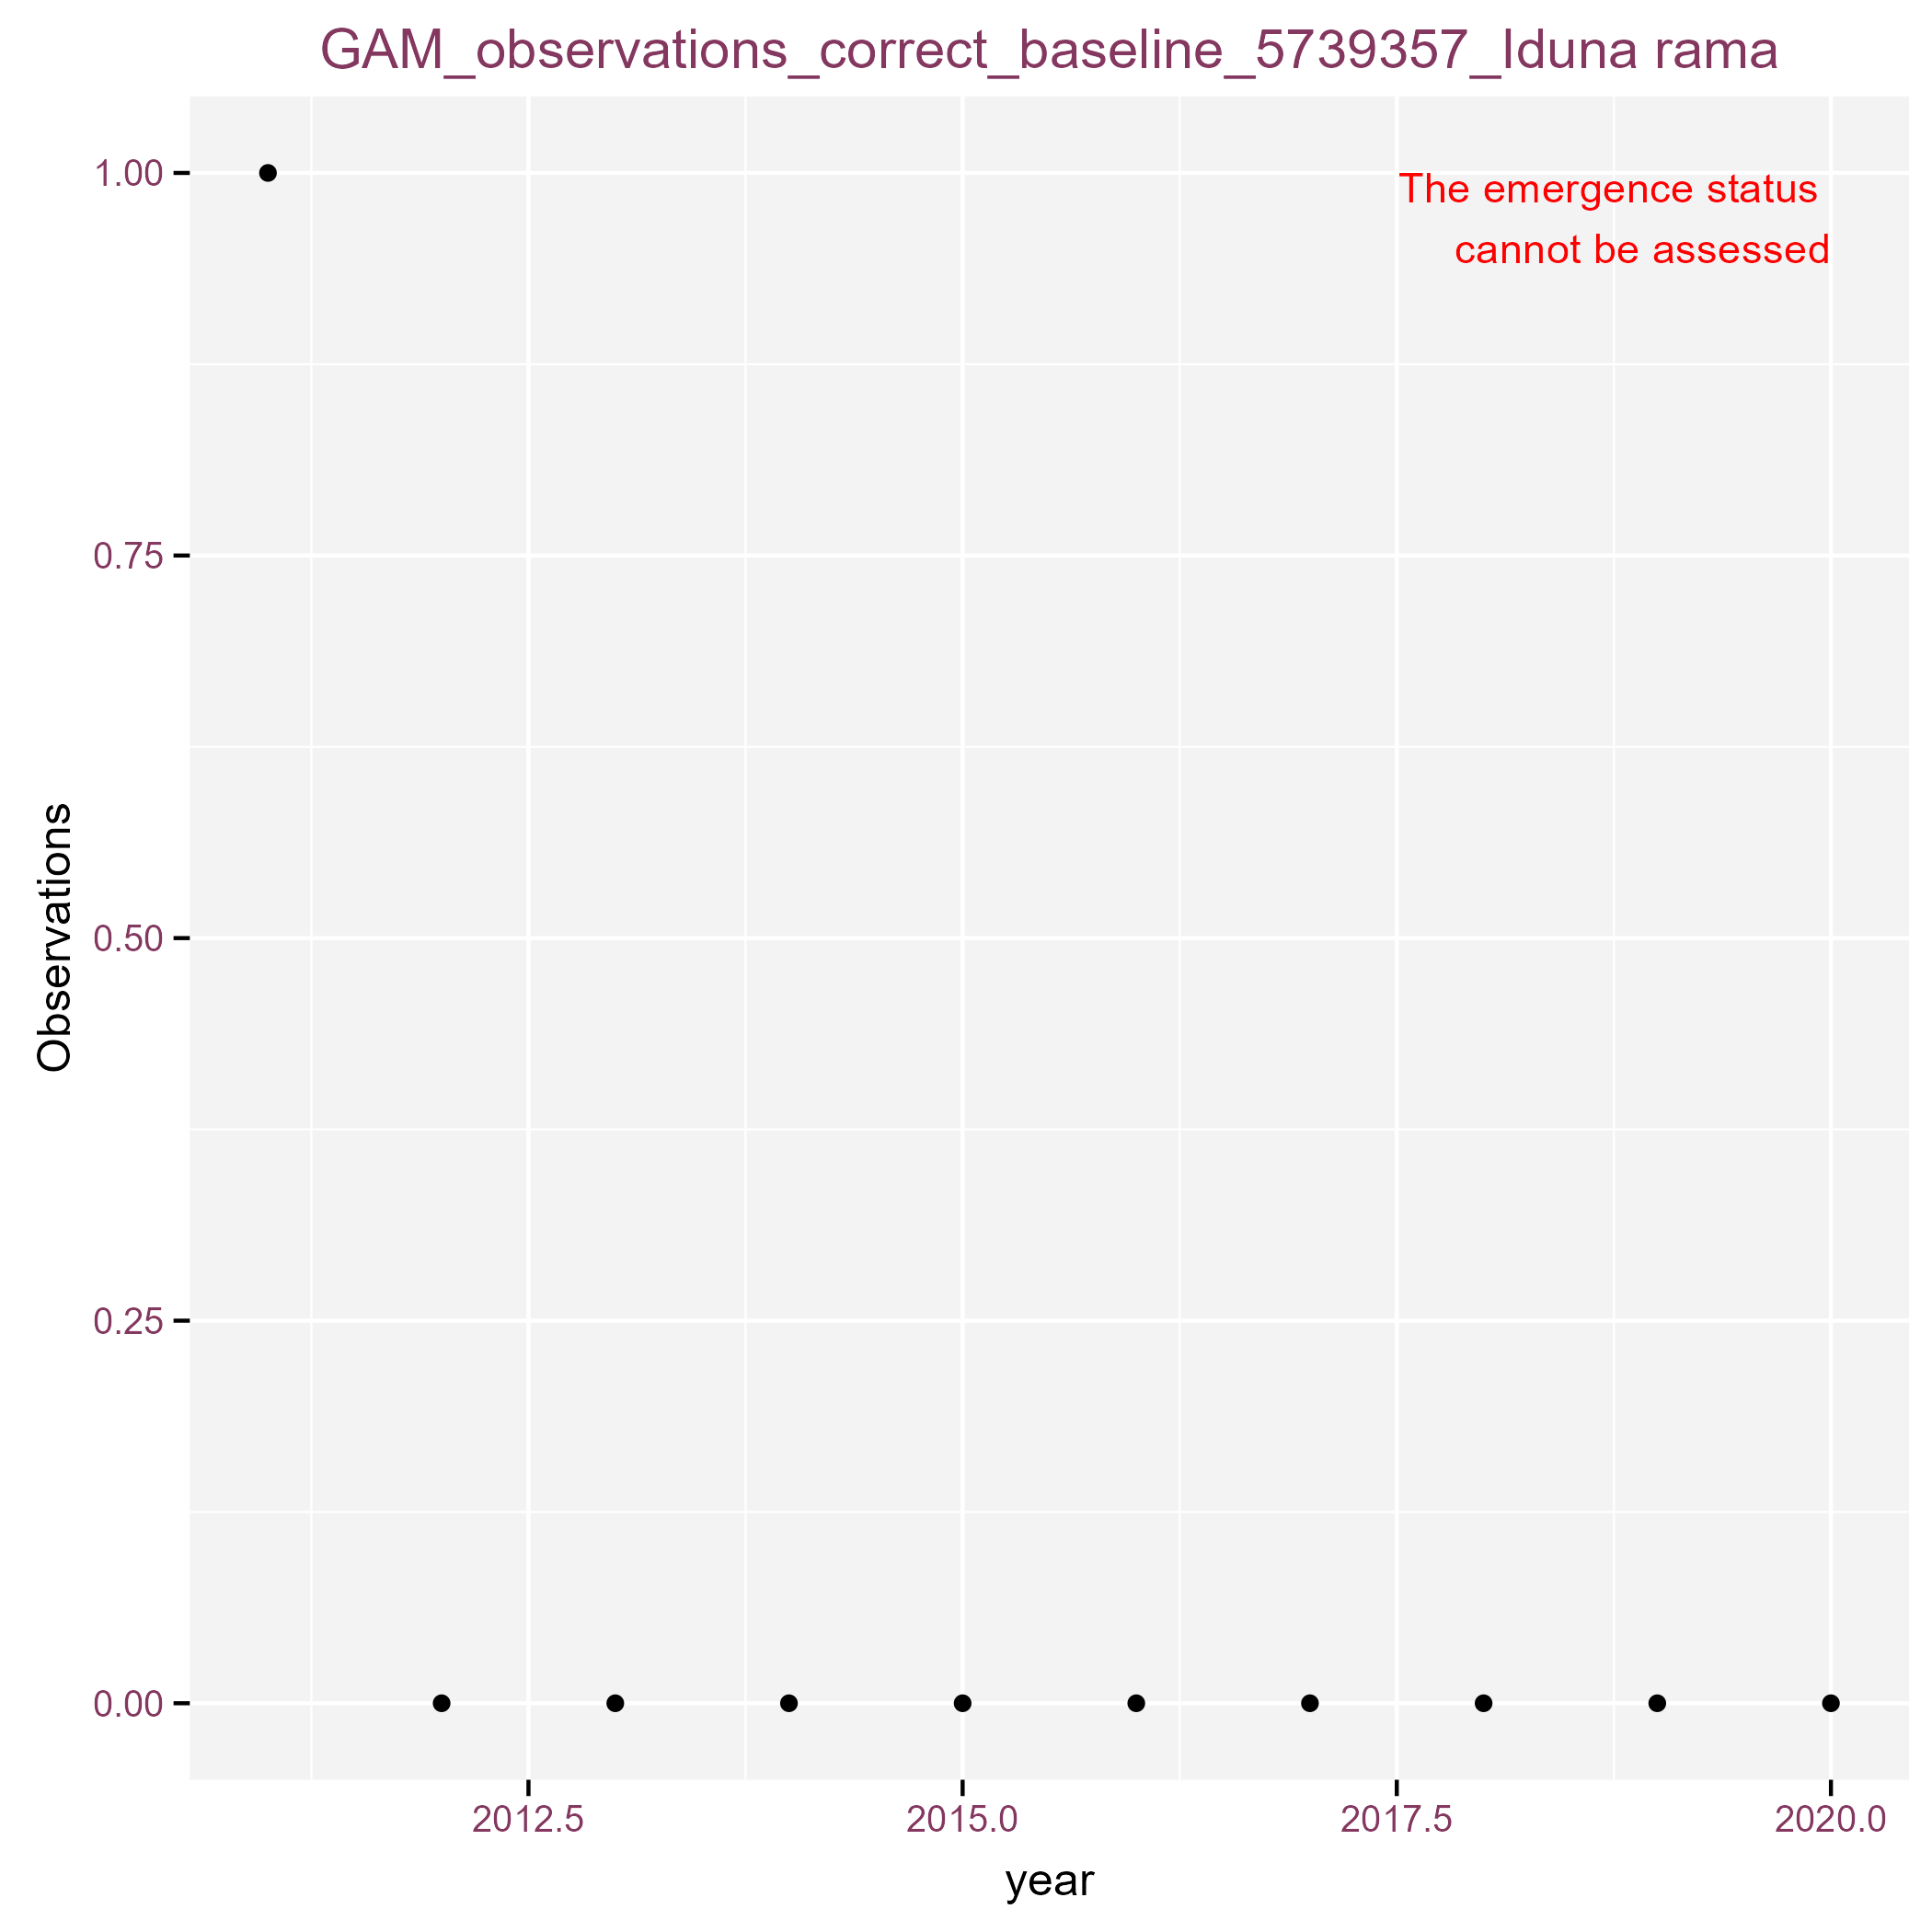 GAM_observations_correct_baseline_5739357_Iduna rama
The emergence status
cannot be assessed
1.00
0.75
0.50
0.25
0.00
Observations
2012.5 2015.0 2017.5 2020.0
year